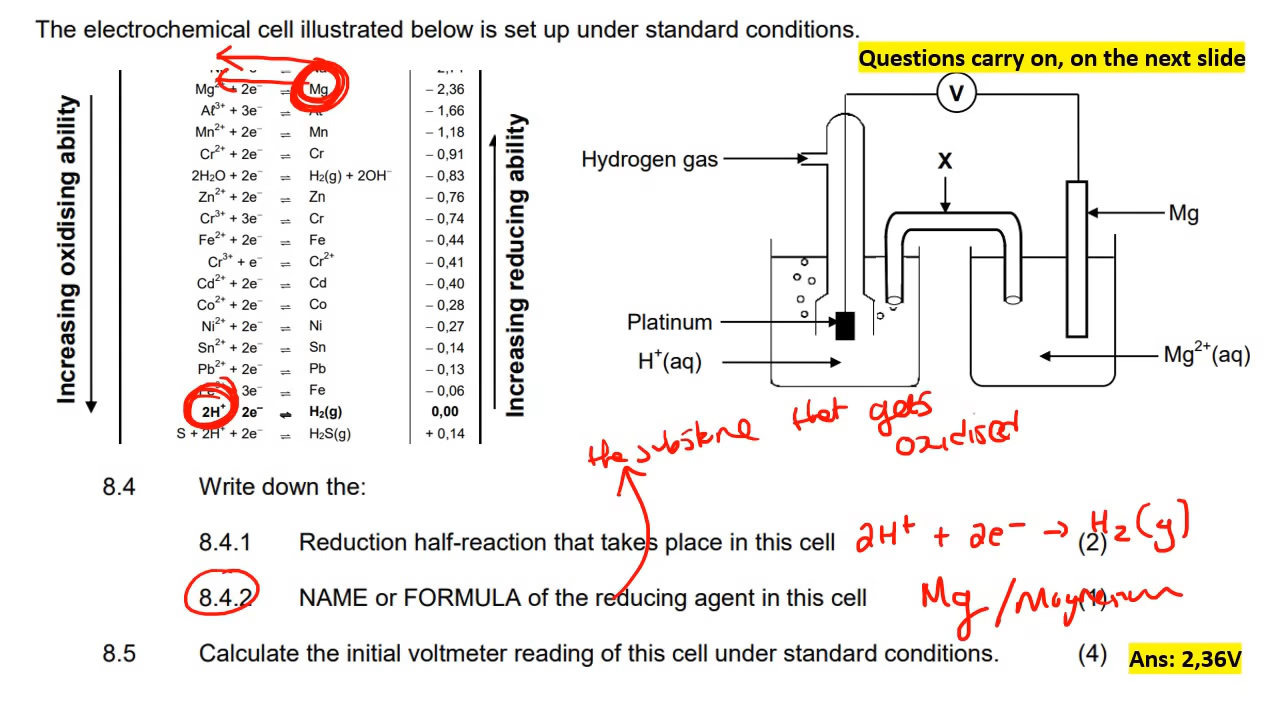 The electrochemical cell illustrated below is set up under standard conditions.
Questions carry on, on the next slide
Increasing oxidising ability
Mg²⁺ + 2e⁻ ⇌ Mg – 2,36
Aℓ³⁺ + 3e⁻ ⇌ – 1,66
Mn²⁺ + 2e⁻ ⇌ Mn – 1,18
Cr²⁺ + 2e⁻ ⇌ Cr – 0,91
2H₂O + 2e⁻ ⇌ H₂(g) + 2OH⁻ – 0,83
Zn²⁺ + 2e⁻ ⇌ Zn – 0,76
Cr³⁺ + 3e⁻ ⇌ Cr – 0,74
Fe²⁺ + 2e⁻ ⇌ Fe – 0,44
Cr³⁺ + e⁻ ⇌ Cr²⁺ – 0,41
Cd²⁺ + 2e⁻ ⇌ Cd – 0,40
Co²⁺ + 2e⁻ ⇌ Co – 0,28
Ni²⁺ + 2e⁻ ⇌ Ni – 0,27
Sn²⁺ + 2e⁻ ⇌ Sn – 0,14
Pb²⁺ + 2e⁻ ⇌ Pb – 0,13
3e⁻ ⇌ Fe – 0,06
2H⁺ 2e⁻ ⇌ H₂(g) 0,00
S + 2H⁺ + 2e⁻ ⇌ H₂S(g) + 0,14
Increasing reducing ability
V
Hydrogen gas
X
Mg
Platinum
H⁺(aq)
Mg²⁺(aq)
the substance that gets
oxidised
8.4 Write down the:
8.4.1 Reduction half-reaction that takes place in this cell 2H⁺ + 2e⁻ → H₂(g) (2)
8.4.2 NAME or FORMULA of the reducing agent in this cell Mg/Magnesium (1)
8.5 Calculate the initial voltmeter reading of this cell under standard conditions. (4) Ans: 2,36V